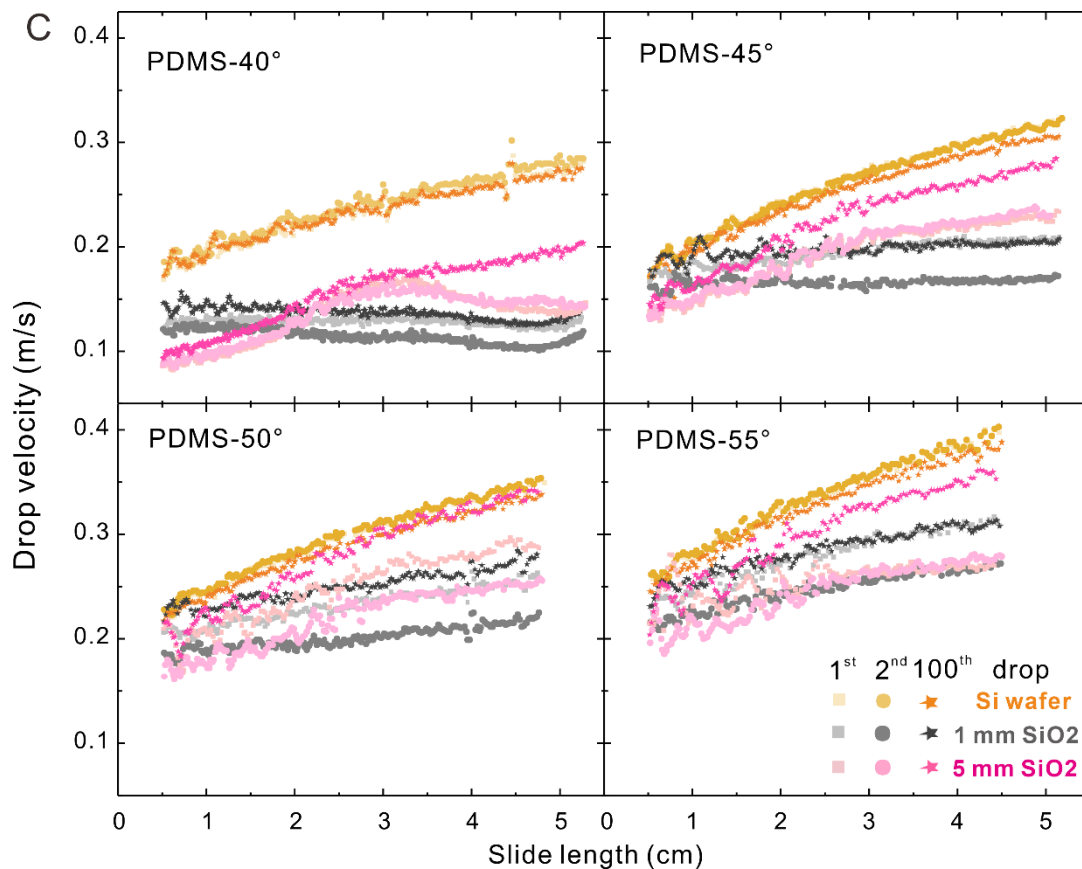 C
PDMS-40°
PDMS-45°
0.4
0.3
0.2
0.1
PDMS-50°
PDMS-55°
0.4
0.3
0.2
0.1
Drop velocity (m/s)
1st 2nd 100th drop
Si wafer
1 mm SiO2
5 mm SiO2
0 1 2 3 4 5
0 1 2 3 4 5
Slide length (cm)